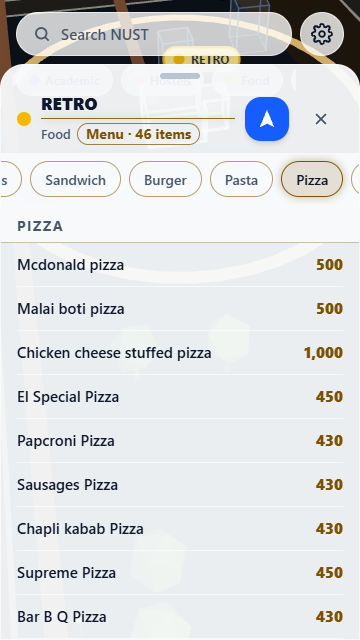 Search NUST
RETRO
Academic
Hostel
Food
RETRO
Food
Menu · 46 items
s
Sandwich
Burger
Pasta
Pizza
PIZZA
Mcdonald pizza 500
Malai boti pizza 500
Chicken cheese stuffed pizza 1,000
El Special Pizza 450
Papcroni Pizza 430
Sausages Pizza 430
Chapli kabab Pizza 430
Supreme Pizza 450
Bar B Q Pizza 430